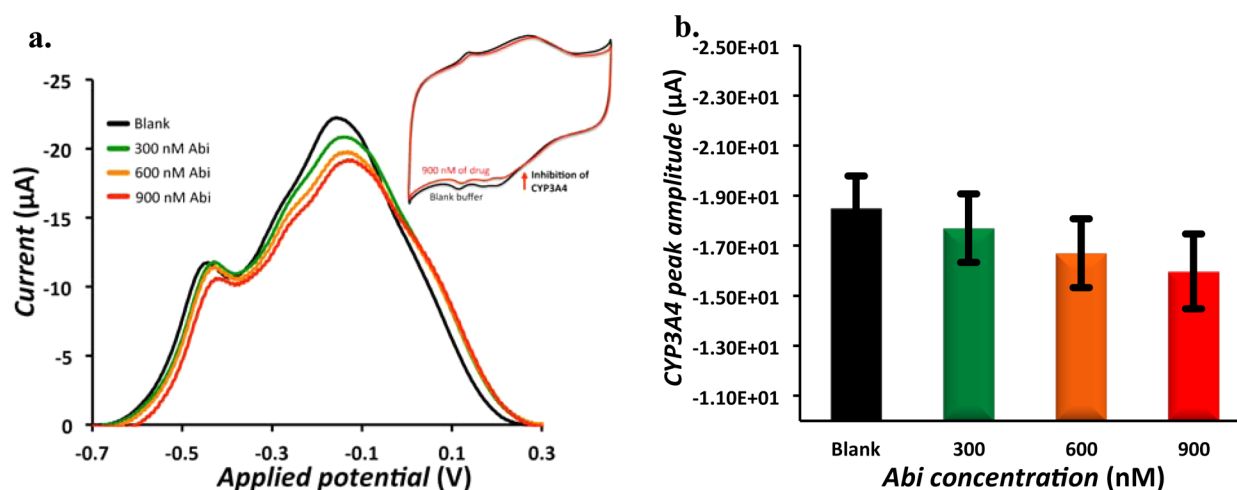 a.
Current (µA)
-25
-20
-15
-10
-5
0
Blank
300 nM Abi
600 nM Abi
900 nM Abi
900 nM of drug
Blank buffer
Inhibition of
CYP3A4
-0.7
-0.5
-0.3
-0.1
0.1
0.3
Applied potential (V)
b.
CYP3A4 peak amplitude (µA)
-2.50E+01
-2.30E+01
-2.10E+01
-1.90E+01
-1.70E+01
-1.50E+01
-1.30E+01
-1.10E+01
Blank
300
600
900
Abi concentration (nM)